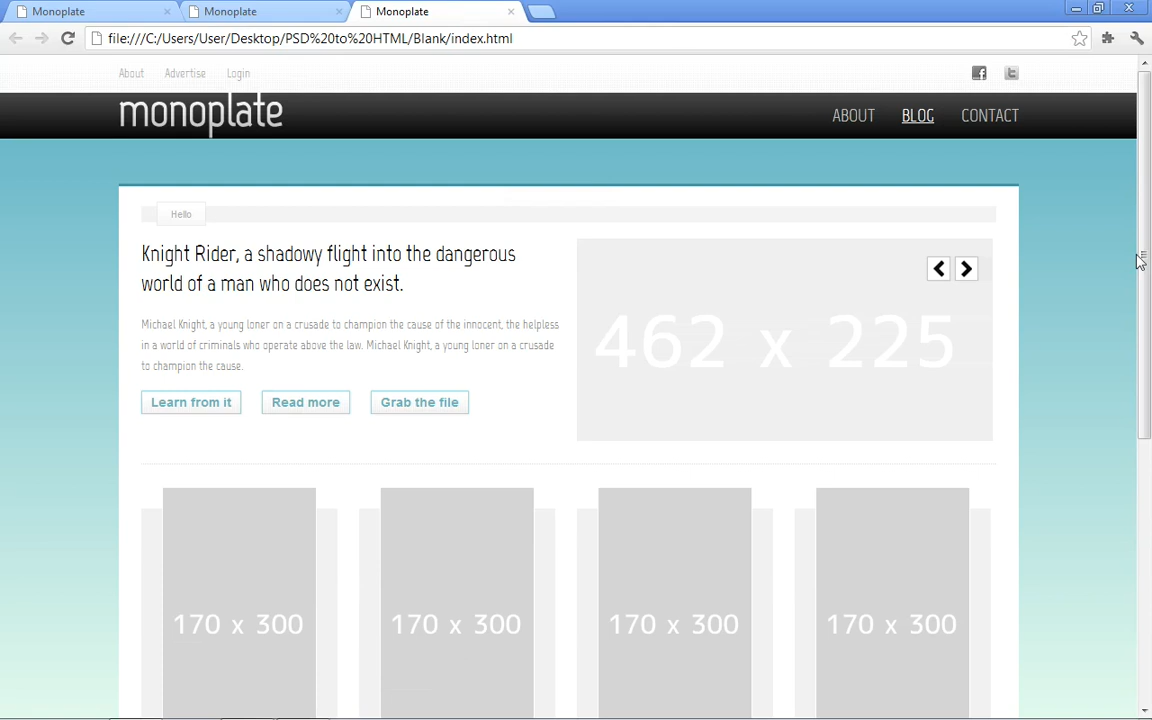 Monoplate
Monoplate
Monoplate
file:///C:/Users/User/Desktop/PSD%20to%20HTML/Blank/index.html
About
Advertise
Login
monoplate
ABOUT
BLOG
CONTACT
Hello
Knight Rider, a shadowy flight into the dangerous
world of a man who does not exist.
Michael Knight, a young loner on a crusade to champion the cause of the innocent, the helpless
in a world of criminals who operate above the law. Michael Knight, a young loner on a crusade
to champion the cause.
Learn from it
Read more
Grab the file
462 x 225
170 x 300
170 x 300
170 x 300
170 x 300